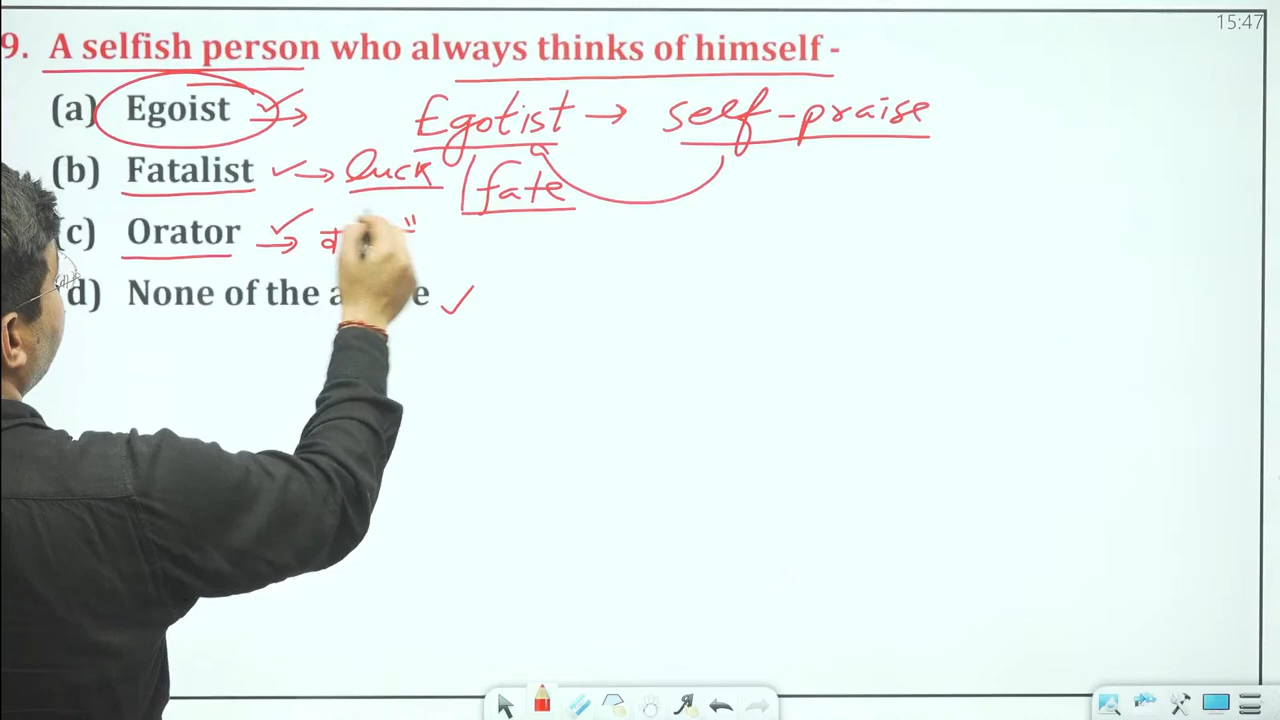 15:47
9. A selfish person who always thinks of himself -
(a) Egoist → Egotist → self-praise
(b) Fatalist → luck / fate
(c) Orator →
d) None of the